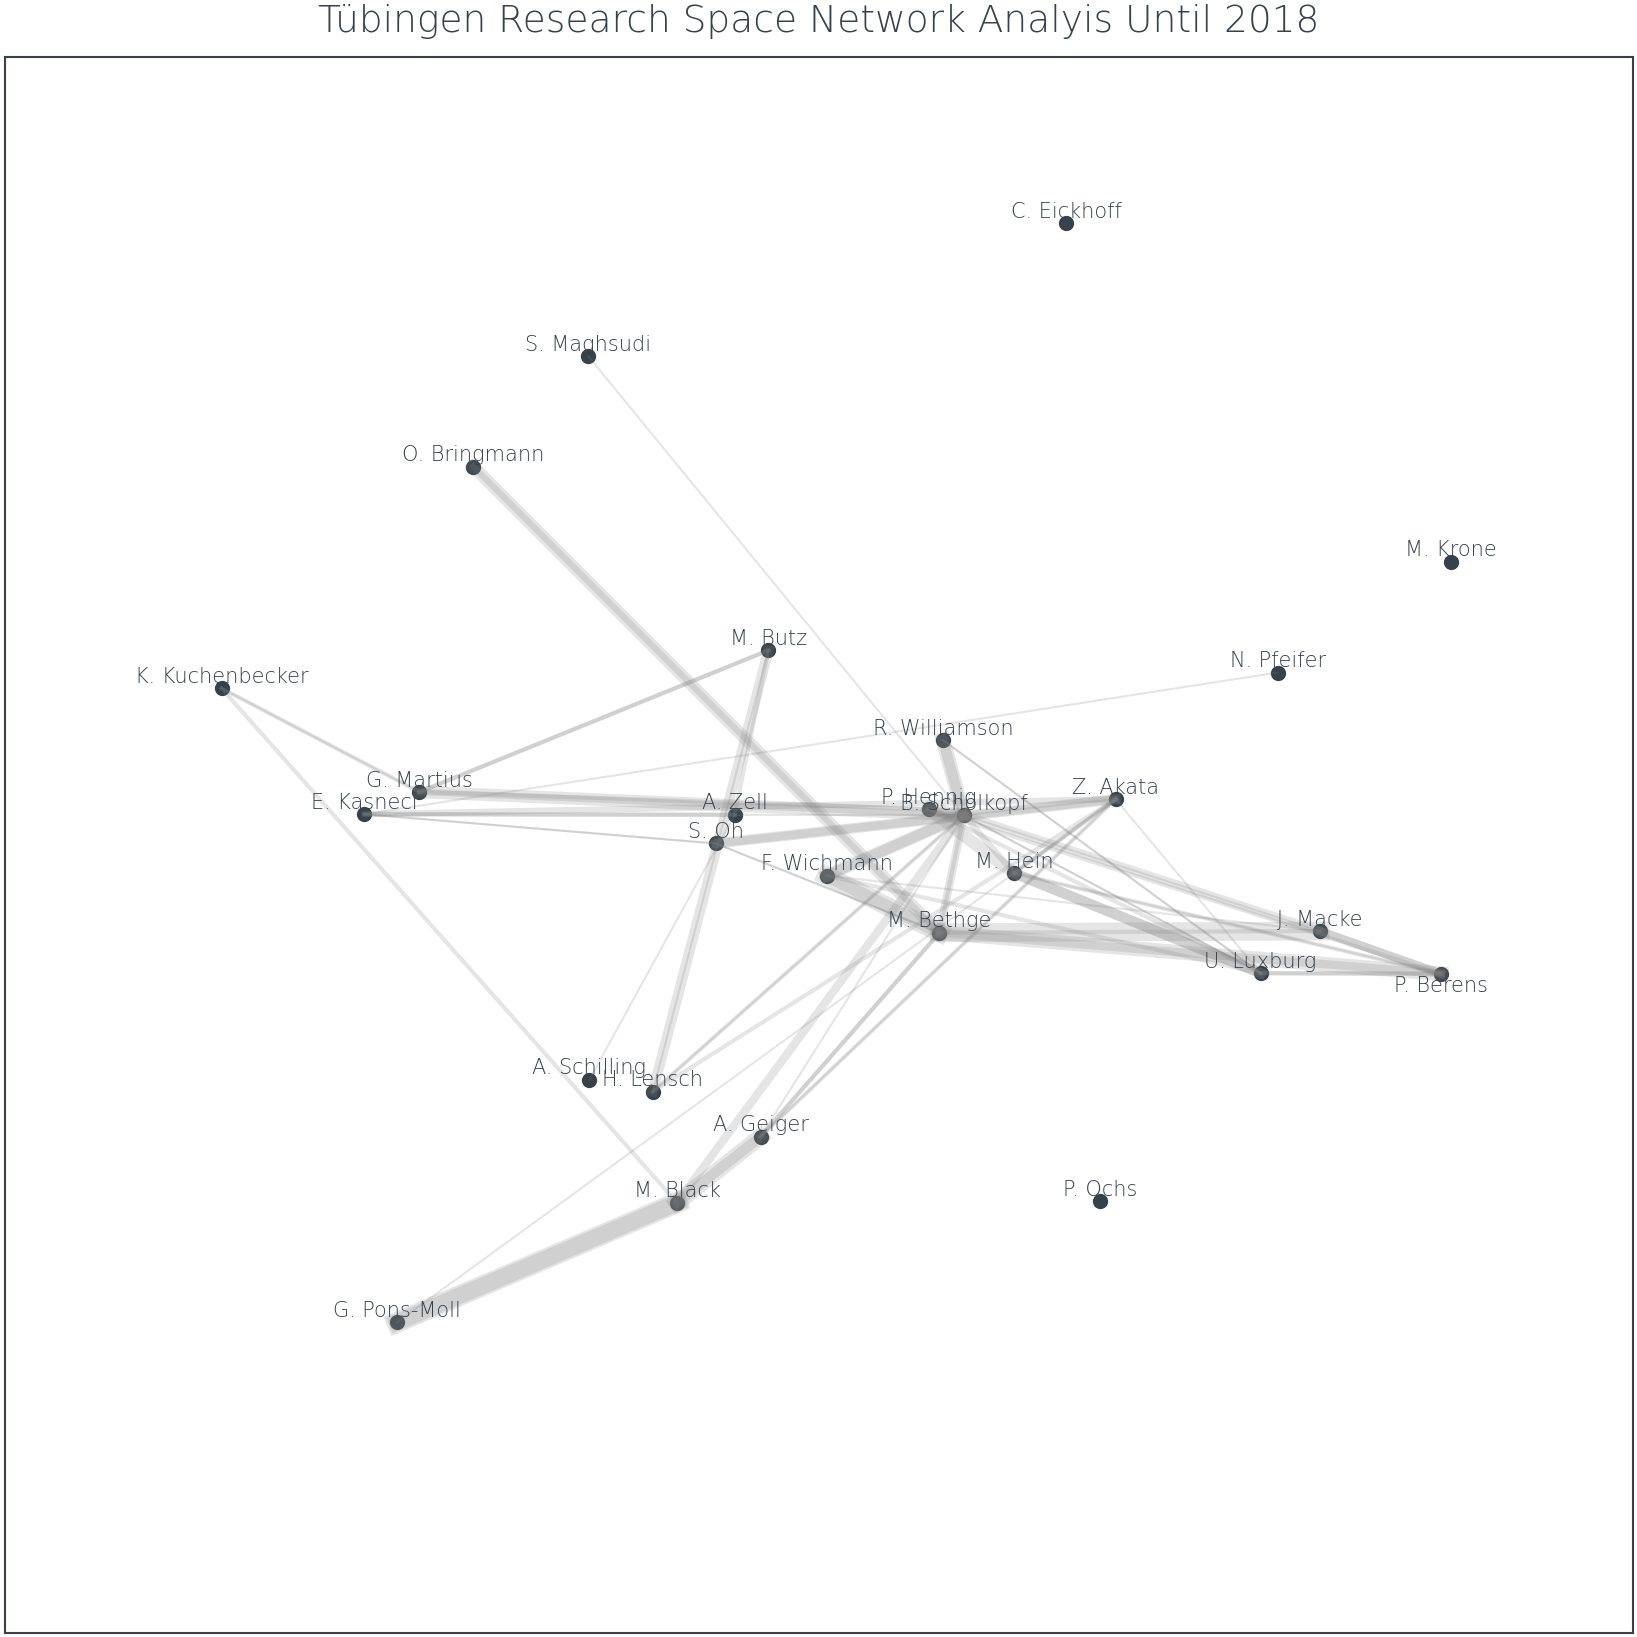 Tübingen Research Space Network Analyis Until 2018
C. Eickhoff
S. Maghsudi
O. Bringmann
M. Krone
M. Butz
N. Pfeifer
K. Kuchenbecker
R. Williamson
G. Martius
Z. Akata
P. Hennig
E. Kasneci
A. Zell
B. Schölkopf
S. Oh
F. Wichmann
M. Hein
M. Bethge
J. Macke
U. Luxburg
P. Berens
A. Schilling
H. Lensch
A. Geiger
M. Black
P. Ochs
G. Pons-Moll